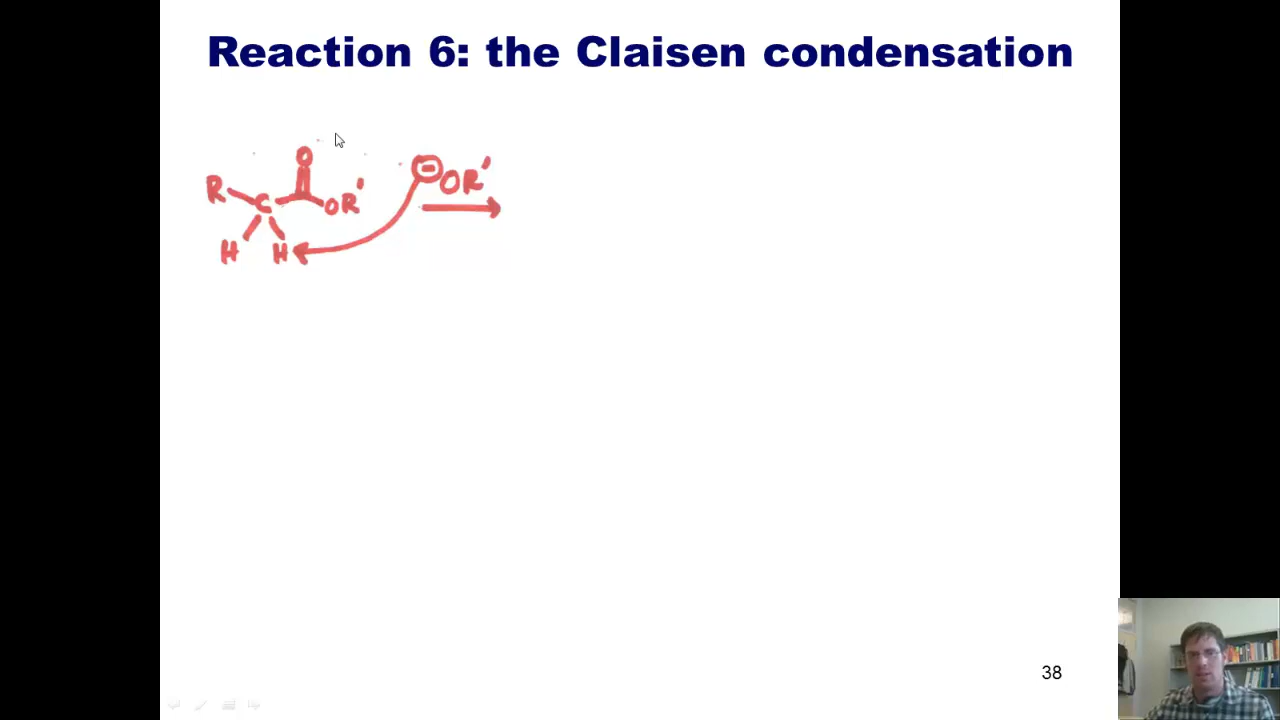 Reaction 6: the Claisen condensation
O
⊖OR'
R C OR'
H H
38